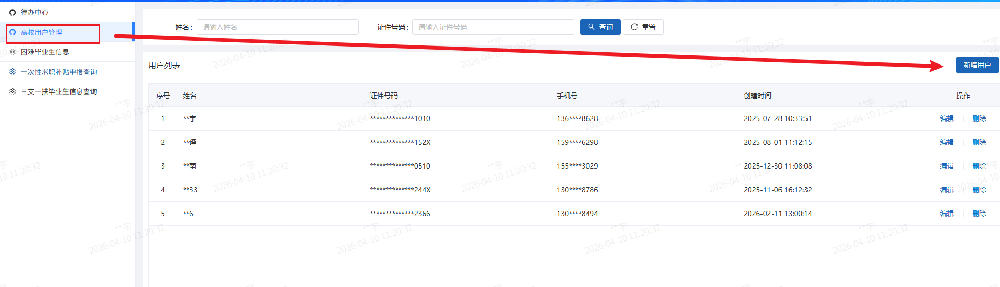 待办中心
高校用户管理
困难毕业生信息
一次性求职补贴申报查询
三支一扶毕业生信息查询
姓名： 请输入姓名 证件号码： 请输入证件号码 查询 重置
用户列表 新增用户
序号 姓名 证件号码 手机号 创建时间 操作
1 **宇 **************1010 136****8628 2025-07-28 10:33:51 编辑 删除
2 **译 **************152X 159****6298 2025-08-01 11:12:15 编辑 删除
3 **南 **************0510 155****3029 2025-12-30 11:08:08 编辑 删除
4 **33 **************244X 130****8786 2025-11-06 16:12:32 编辑 删除
5 **6 **************2366 130****8494 2026-02-11 13:00:14 编辑 删除
**宇
2026-04-10 11:20:32